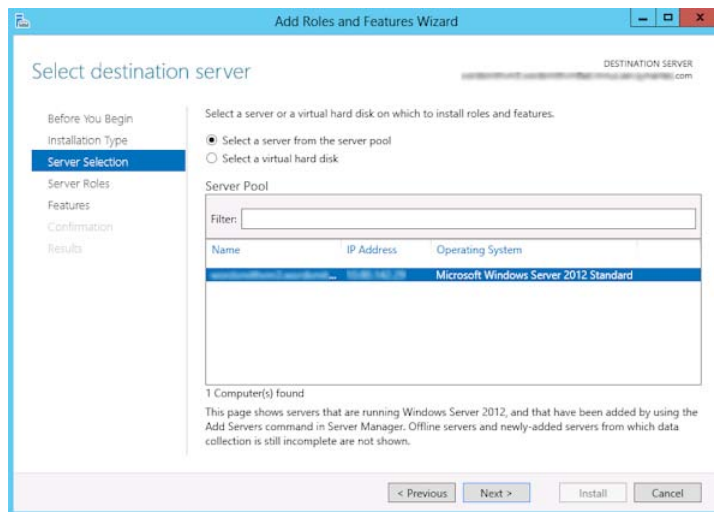 Add Roles and Features Wizard
Select destination server
DESTINATION SERVER
.com
Before You Begin
Installation Type
Server Selection
Server Roles
Features
Confirmation
Results
Select a server or a virtual hard disk on which to install roles and features.
Select a server from the server pool
Select a virtual hard disk
Server Pool
Filter:
Name IP Address Operating System
... Microsoft Windows Server 2012 Standard
1 Computer(s) found
This page shows servers that are running Windows Server 2012, and that have been added by using the
Add Servers command in Server Manager. Offline servers and newly-added servers from which data
collection is still incomplete are not shown.
< Previous Next > Install Cancel